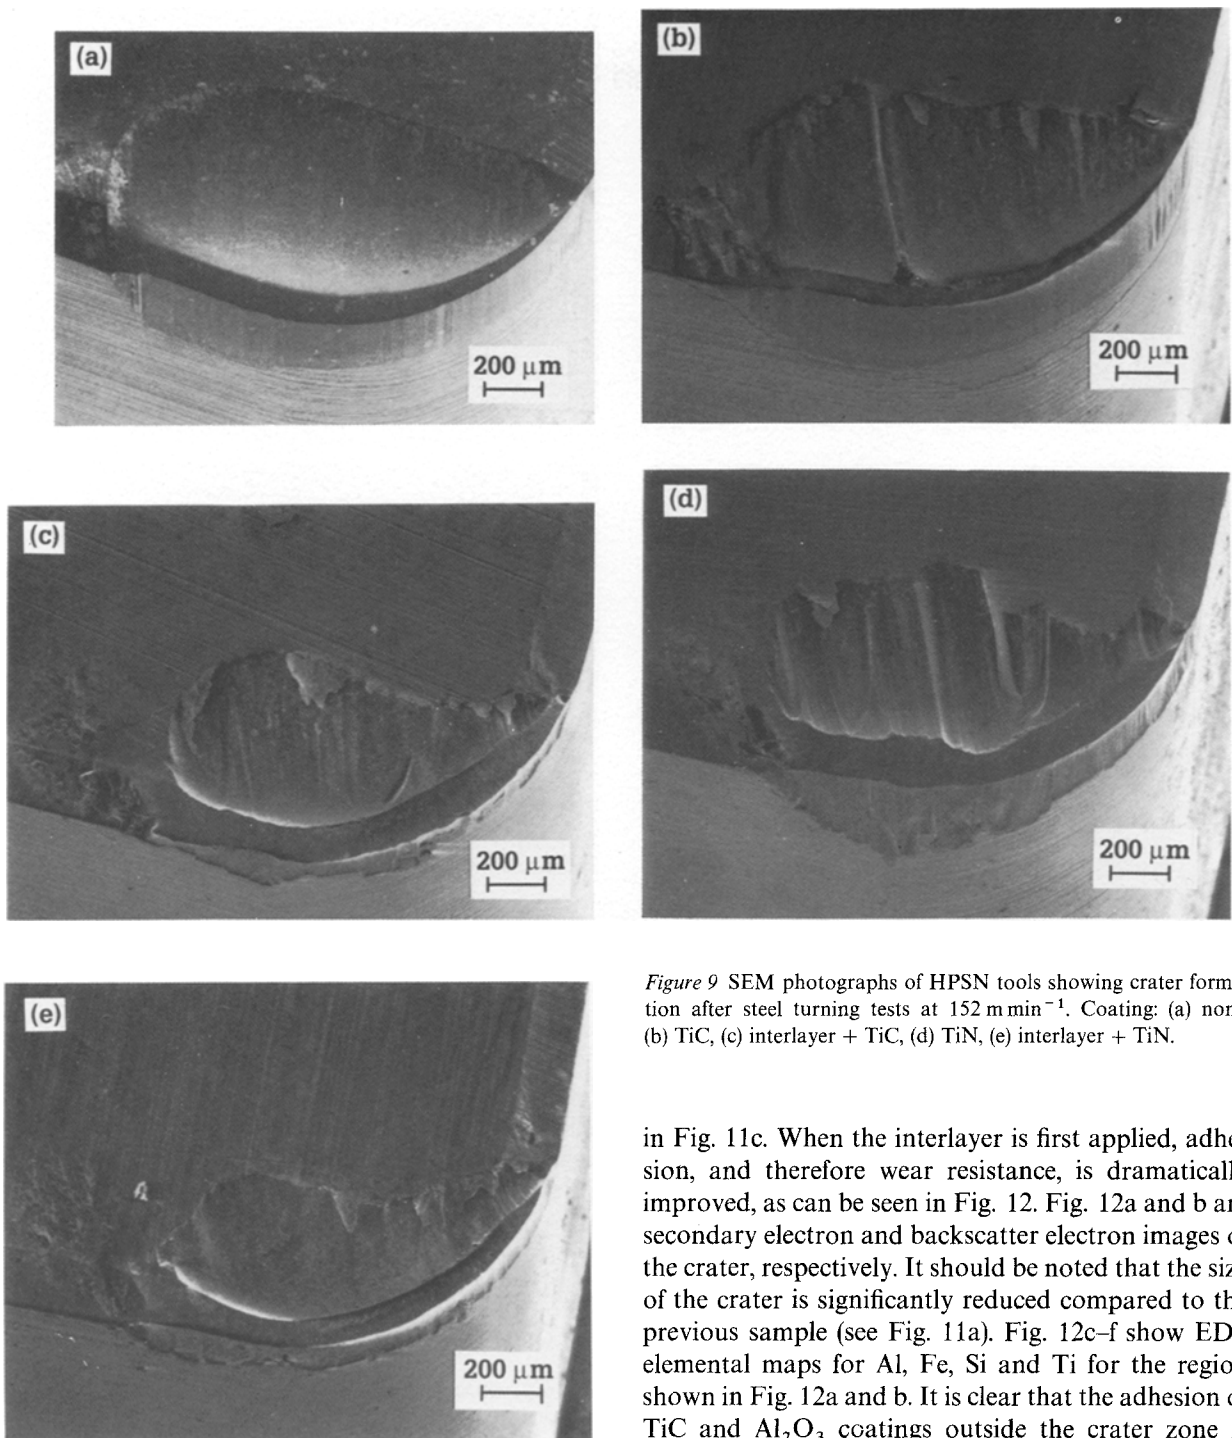 (a)
200 μm
(b)
200 μm
(c)
200 μm
(d)
200 μm
(e)
200 μm
Figure 9 SEM photographs of HPSN tools showing crater form
tion after steel turning tests at 152 m min⁻¹. Coating: (a) non
(b) TiC, (c) interlayer + TiC, (d) TiN, (e) interlayer + TiN.
in Fig. 11c. When the interlayer is first applied, adhe
sion, and therefore wear resistance, is dramaticall
improved, as can be seen in Fig. 12. Fig. 12a and b ar
secondary electron and backscatter electron images o
the crater, respectively. It should be noted that the siz
of the crater is significantly reduced compared to th
previous sample (see Fig. 11a). Fig. 12c–f show ED
elemental maps for Al, Fe, Si and Ti for the regio
shown in Fig. 12a and b. It is clear that the adhesion o
TiC and Al₂O₃ coatings outside the crater zone